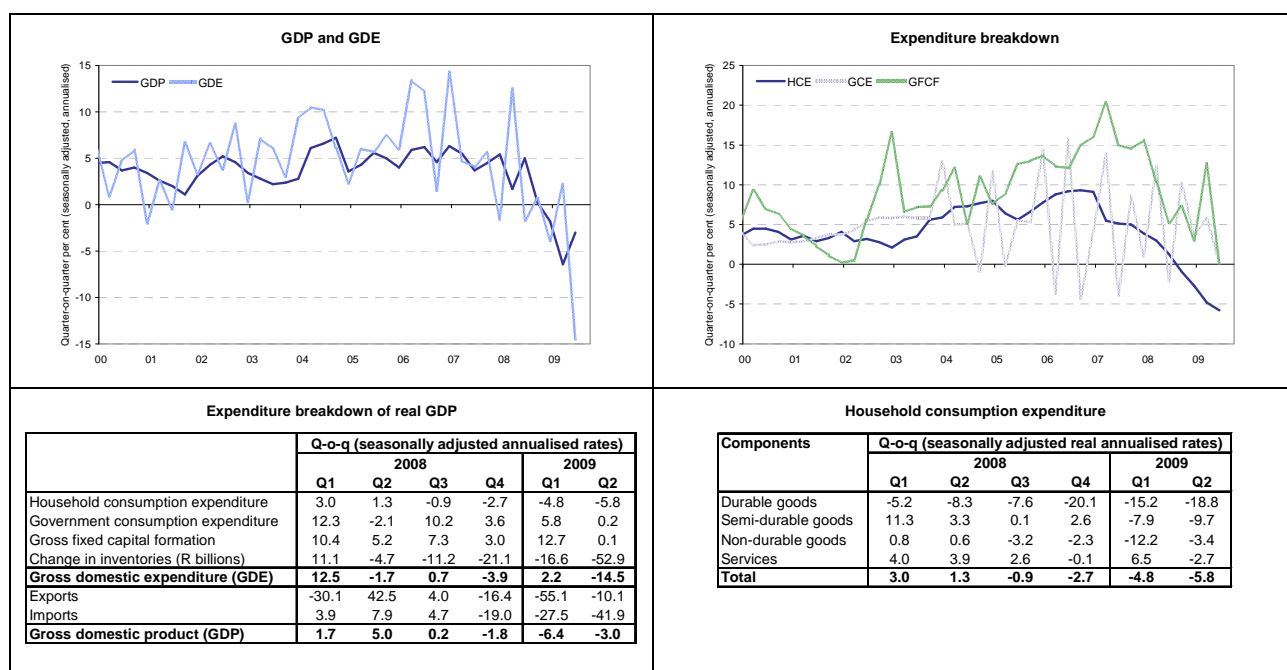 GDP and GDE
Quarter-on-quarter per cent (seasonally adjusted, annualised)
GDP GDE
15
10
5
0
-5
-10
-15
00 01 02 03 04 05 06 07 08 09
Expenditure breakdown
Quarter-on-quarter per cent (seasonally adjusted, annualised)
HCE GCE GFCF
25
20
15
10
5
0
-5
-10
00 01 02 03 04 05 06 07 08 09
Expenditure breakdown of real GDP
Q-o-q (seasonally adjusted annualised rates)
2008 2009
Q1 Q2 Q3 Q4 Q1 Q2
Household consumption expenditure 3.0 1.3 -0.9 -2.7 -4.8 -5.8
Government consumption expenditure 12.3 -2.1 10.2 3.6 5.8 0.2
Gross fixed capital formation 10.4 5.2 7.3 3.0 12.7 0.1
Change in inventories (R billions) 11.1 -4.7 -11.2 -21.1 -16.6 -52.9
Gross domestic expenditure (GDE) 12.5 -1.7 0.7 -3.9 2.2 -14.5
Exports -30.1 42.5 4.0 -16.4 -55.1 -10.1
Imports 3.9 7.9 4.7 -19.0 -27.5 -41.9
Gross domestic product (GDP) 1.7 5.0 0.2 -1.8 -6.4 -3.0
Household consumption expenditure
Components Q-o-q (seasonally adjusted real annualised rates)
2008 2009
Q1 Q2 Q3 Q4 Q1 Q2
Durable goods -5.2 -8.3 -7.6 -20.1 -15.2 -18.8
Semi-durable goods 11.3 3.3 0.1 2.6 -7.9 -9.7
Non-durable goods 0.8 0.6 -3.2 -2.3 -12.2 -3.4
Services 4.0 3.9 2.6 -0.1 6.5 -2.7
Total 3.0 1.3 -0.9 -2.7 -4.8 -5.8